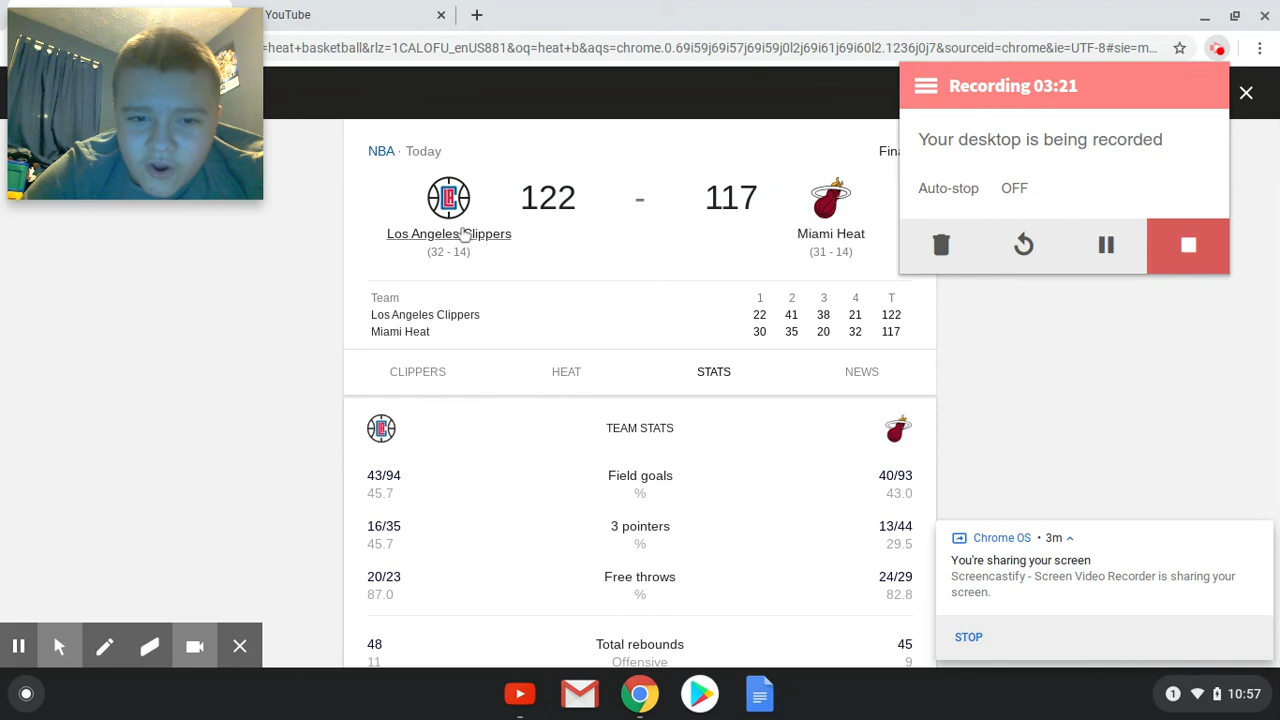 YouTube
=heat+basketball&rlz=1CALOFU_enUS881&oq=heat+b&aqs=chrome.0.69i59j69i57j69i59j0l2j69i61j69i60l2.1236j0j7&sourceid=chrome&ie=UTF-8#sie=m...
Recording 03:21
Your desktop is being recorded
Auto-stop OFF
NBA · Today
Fina
122 - 117
Los Angeles Clippers Miami Heat
(32 - 14) (31 - 14)
Team 1 2 3 4 T
Los Angeles Clippers 22 41 38 21 122
Miami Heat 30 35 20 32 117
CLIPPERS HEAT STATS NEWS
TEAM STATS
43/94 Field goals 40/93
45.7 % 43.0
16/35 3 pointers 13/44
45.7 % 29.5
20/23 Free throws 24/29
87.0 % 82.8
48 Total rebounds 45
11 Offensive 9
Chrome OS • 3m
You're sharing your screen
Screencastify - Screen Video Recorder is sharing your
screen.
STOP
1 10:57